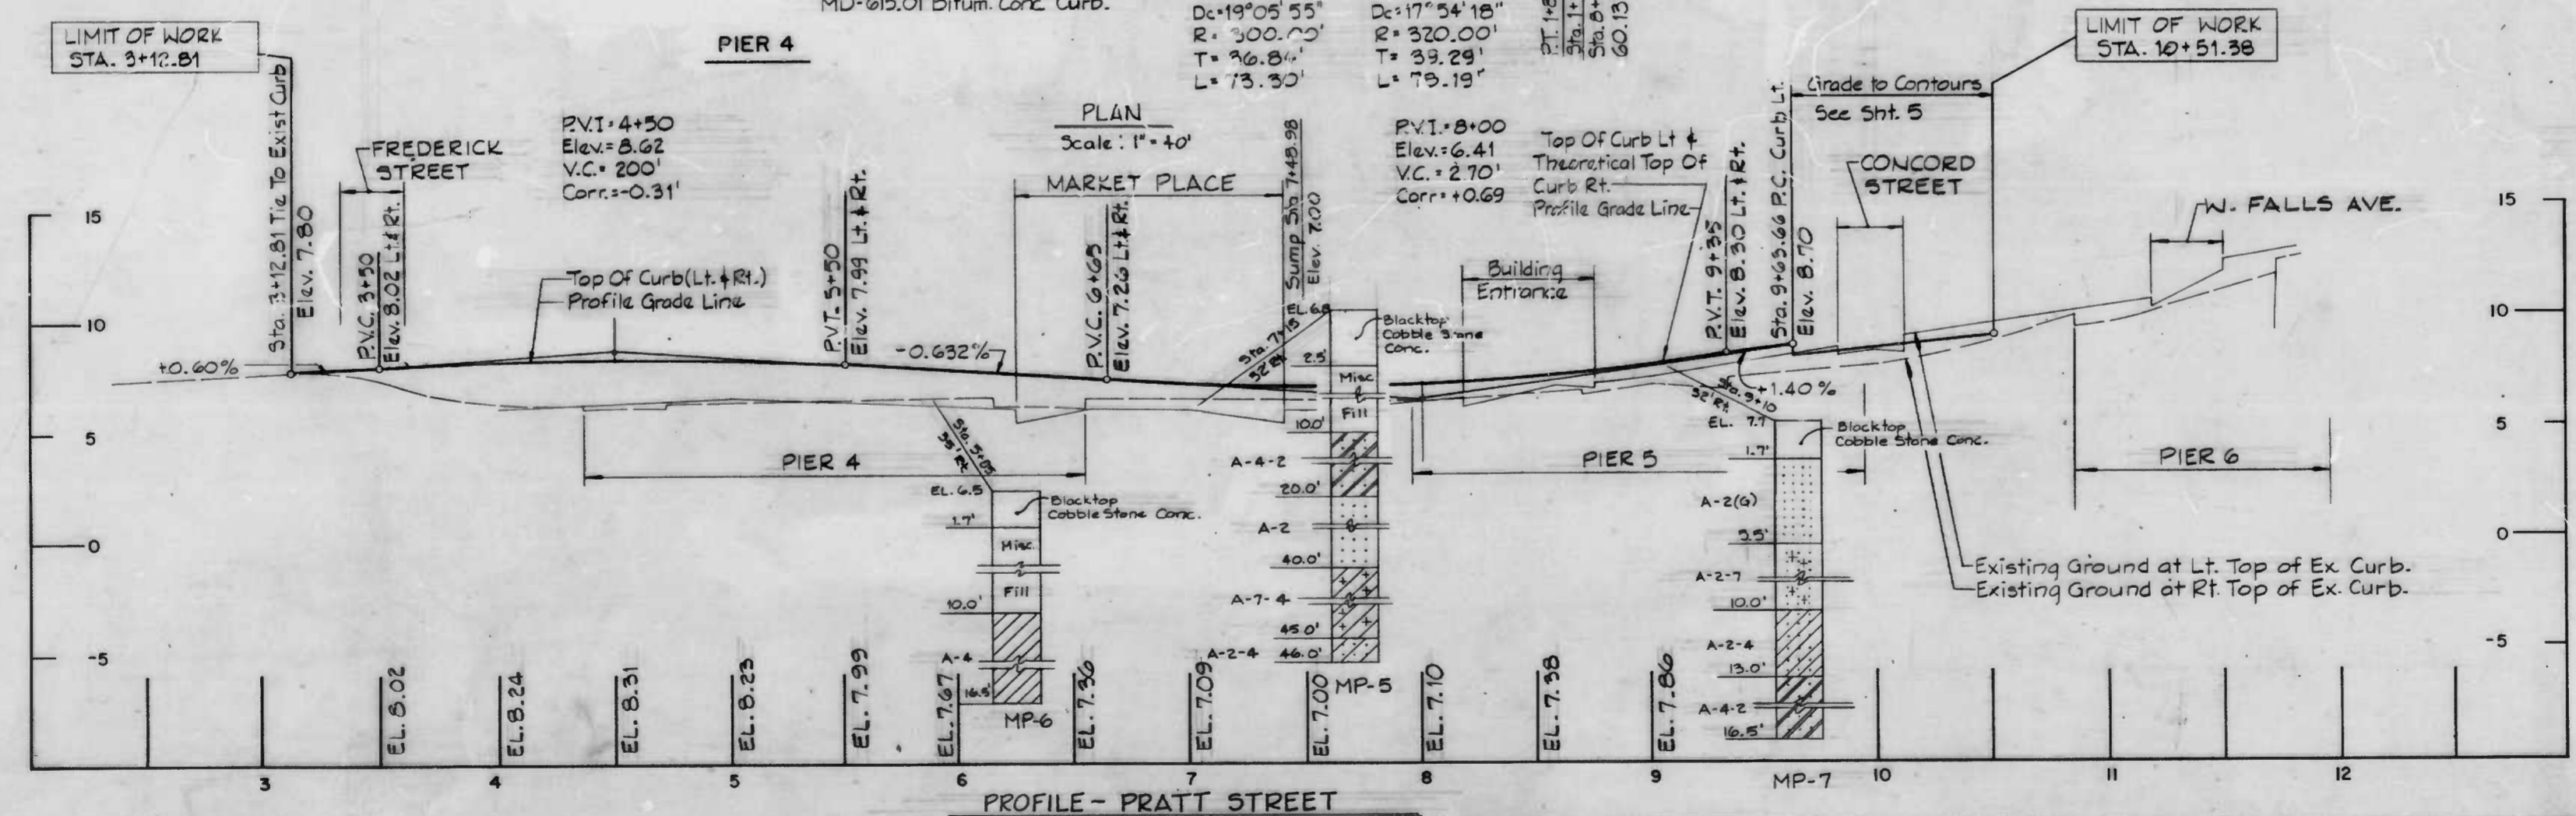 MD-615.01 Bitum. Conc. Curb.
Dc=19°05'55"
R= 300.00'
T= 36.84'
L= 73.30'
Dc=17°54'18"
R= 320.00'
T= 39.29'
P.T. 1+8
Sta. 1+
Sta. 8+
60.13
LIMIT OF WORK
STA. 3+12.81
PIER 4
LIMIT OF WORK
STA. 10+51.38
PLAN
Scale: 1"=40'
Grade to Contours
See Sht. 5
Sta. 3+12.81 Tie To Exist Curb
Elev. 7.80
FREDERICK
STREET
P.V.C. 3+50
Elev. 8.02 Lt. & Rt.
P.V.I. 4+50
Elev.= 8.62
V.C.= 200'
Corr.=-0.31'
Top Of Curb (Lt. & Rt.)
Profile Grade Line
P.V.T. 5+50
Elev. 7.99 Lt. & Rt.
-0.632%
MARKET PLACE
P.V.C. 6+65
Elev. 7.26 Lt. & Rt.
Sump Sta 7+48.98
Elev. 7.00
P.V.I.= 8+00
Elev.= 6.41
V.C. = 2.70'
Corr= +0.69
Top Of Curb Lt &
Theoretical Top Of
Curb Rt.
Profile Grade Line
Building
Entrance
P.V.T. 9+35
Elev. 8.30 Lt. & Rt.
Sta. 9+63.66 P.C. Curb Lt.
Elev. 8.70
CONCORD
STREET
W. FALLS AVE.
+0.60%
+1.40%
15
10
5
0
-5
15
10
5
0
-5
PIER 4
PIER 5
PIER 6
Sta. 5+85
35' Rt.
EL. 6.5
Blacktop
Cobble Stone Conc.
1.7'
Misc.
Fill
10.0'
A-4
16.5'
MP-6
Sta. 7+15
32' Rt.
EL. 6.8
Blacktop
Cobble Stone
Conc.
2.5'
Misc
&
Fill
10.0'
A-4-2
20.0'
A-2
40.0'
A-7-4
45.0'
A-2-4
46.0'
MP-5
Sta. 9+10
32' Rt.
EL. 7.7
Blacktop
Cobble Stone Conc.
1.7'
A-2(G)
A-2-7
10.0'
A-2-4
13.0'
A-4-2
16.5'
MP-7
Existing Ground at Lt. Top of Ex. Curb.
Existing Ground at Rt. Top of Ex. Curb.
EL. 8.02
EL. 8.24
EL. 8.31
EL. 8.23
EL. 7.99
EL. 7.67
EL. 7.36
EL. 7.09
EL. 7.00
EL. 7.10
EL. 7.38
EL. 7.86
3
4
5
6
7
8
9
10
11
12
PROFILE - PRATT STREET